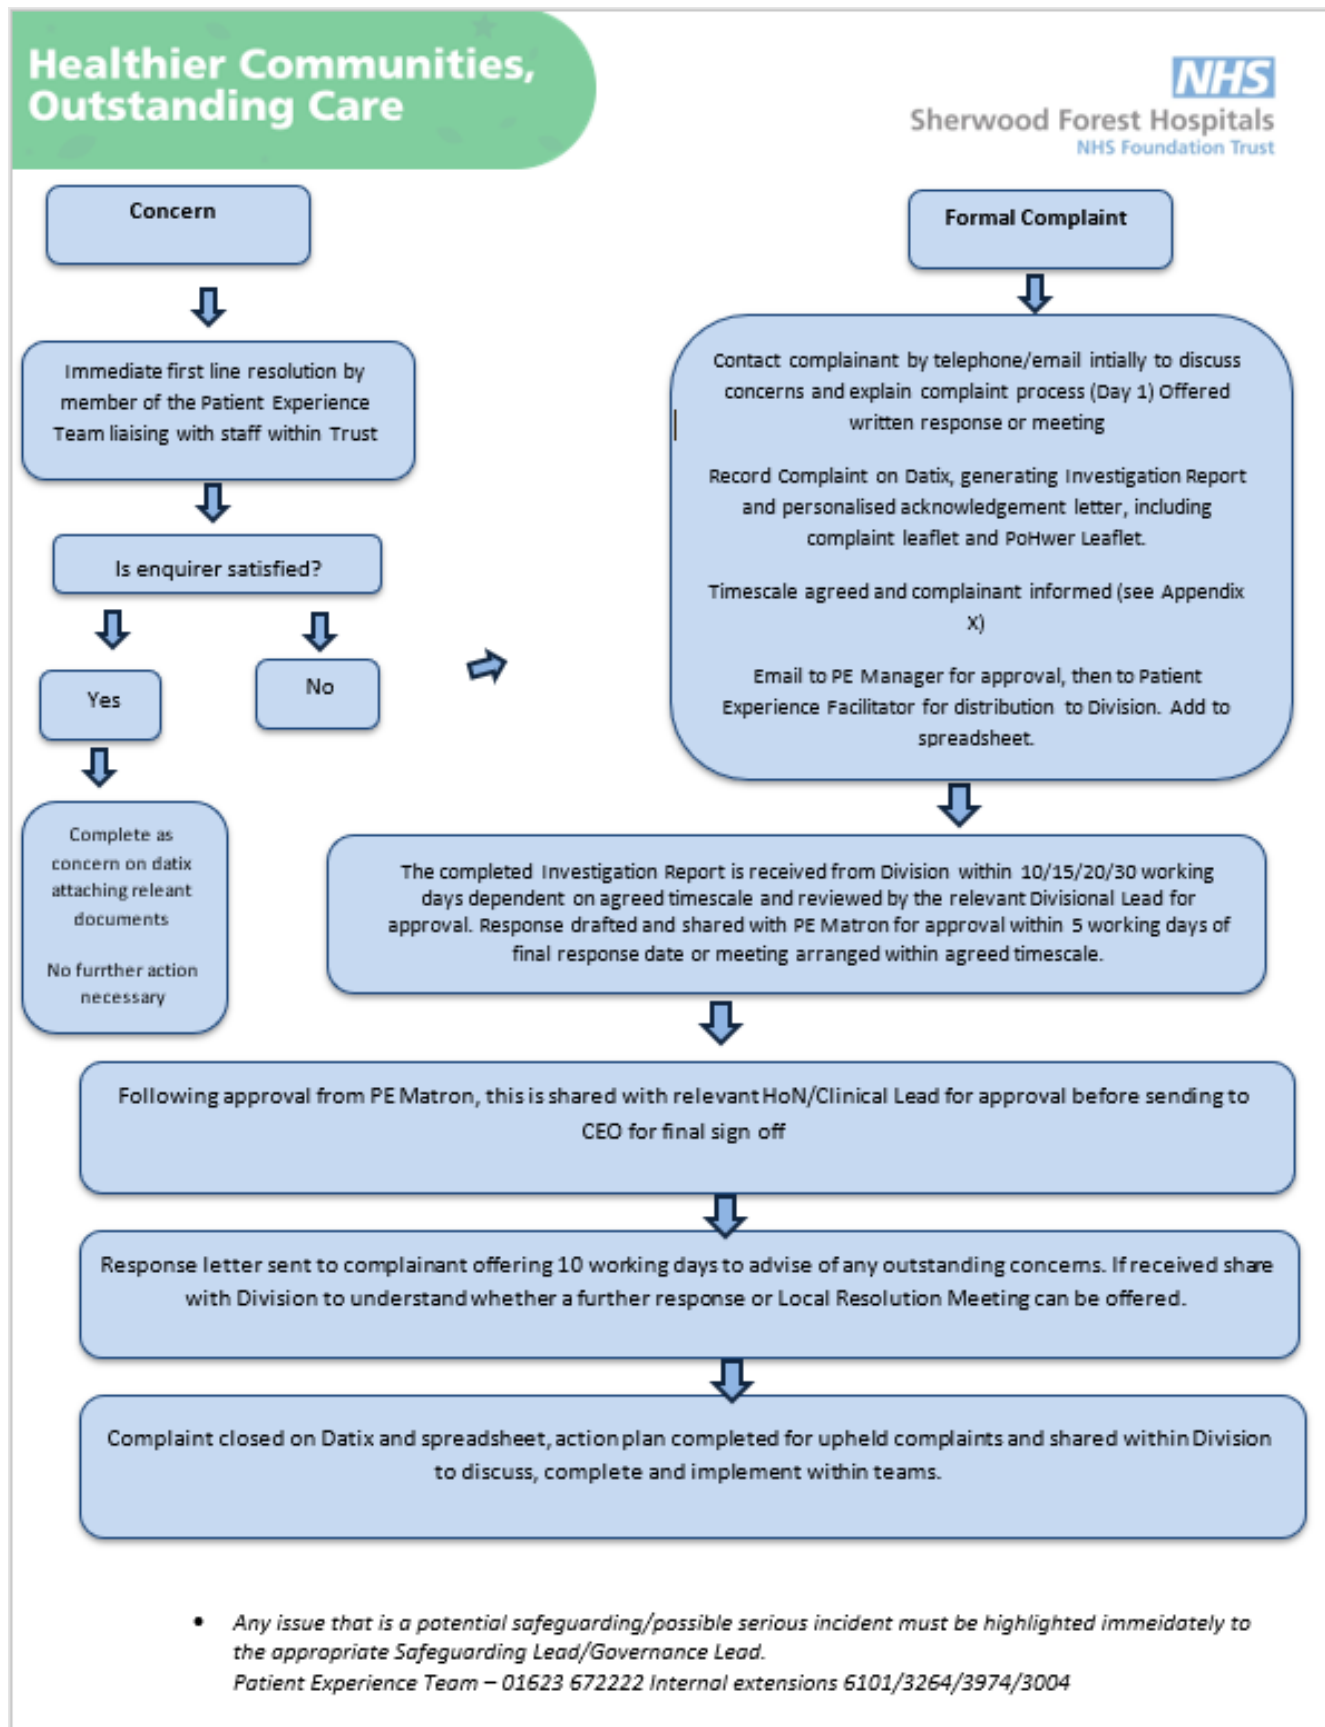 Healthier Communities,
Outstanding Care
NHS
Sherwood Forest Hospitals
NHS Foundation Trust
Concern
Immediate first line resolution by
member of the Patient Experience
Team liaising with staff within Trust
Is enquirer satisfied?
Yes
No
Complete as
concern on datix
attaching releant
documents
No furrther action
necessary
Formal Complaint
Contact complainant by telephone/email intially to discuss
concerns and explain complaint process (Day 1) Offered
written response or meeting
Record Complaint on Datix, generating Investigation Report
and personalised acknowledgement letter, including
complaint leaflet and PoHwer Leaflet.
Timescale agreed and complainant informed (see Appendix
X)
Email to PE Manager for approval, then to Patient
Experience Facilitator for distribution to Division. Add to
spreadsheet.
The completed Investigation Report is received from Division within 10/15/20/30 working
days dependent on agreed timescale and reviewed by the relevant Divisional Lead for
approval. Response drafted and shared with PE Matron for approval within 5 working days of
final response date or meeting arranged within agreed timescale.
Following approval from PE Matron, this is shared with relevant HoN/Clinical Lead for approval before sending to
CEO for final sign off
Response letter sent to complainant offering 10 working days to advise of any outstanding concerns. If received share
with Division to understand whether a further response or Local Resolution Meeting can be offered.
Complaint closed on Datix and spreadsheet, action plan completed for upheld complaints and shared within Division
to discuss, complete and implement within teams.
• Any issue that is a potential safeguarding/possible serious incident must be highlighted immeidately to
the appropriate Safeguarding Lead/Governance Lead.
Patient Experience Team – 01623 672222 Internal extensions 6101/3264/3974/3004